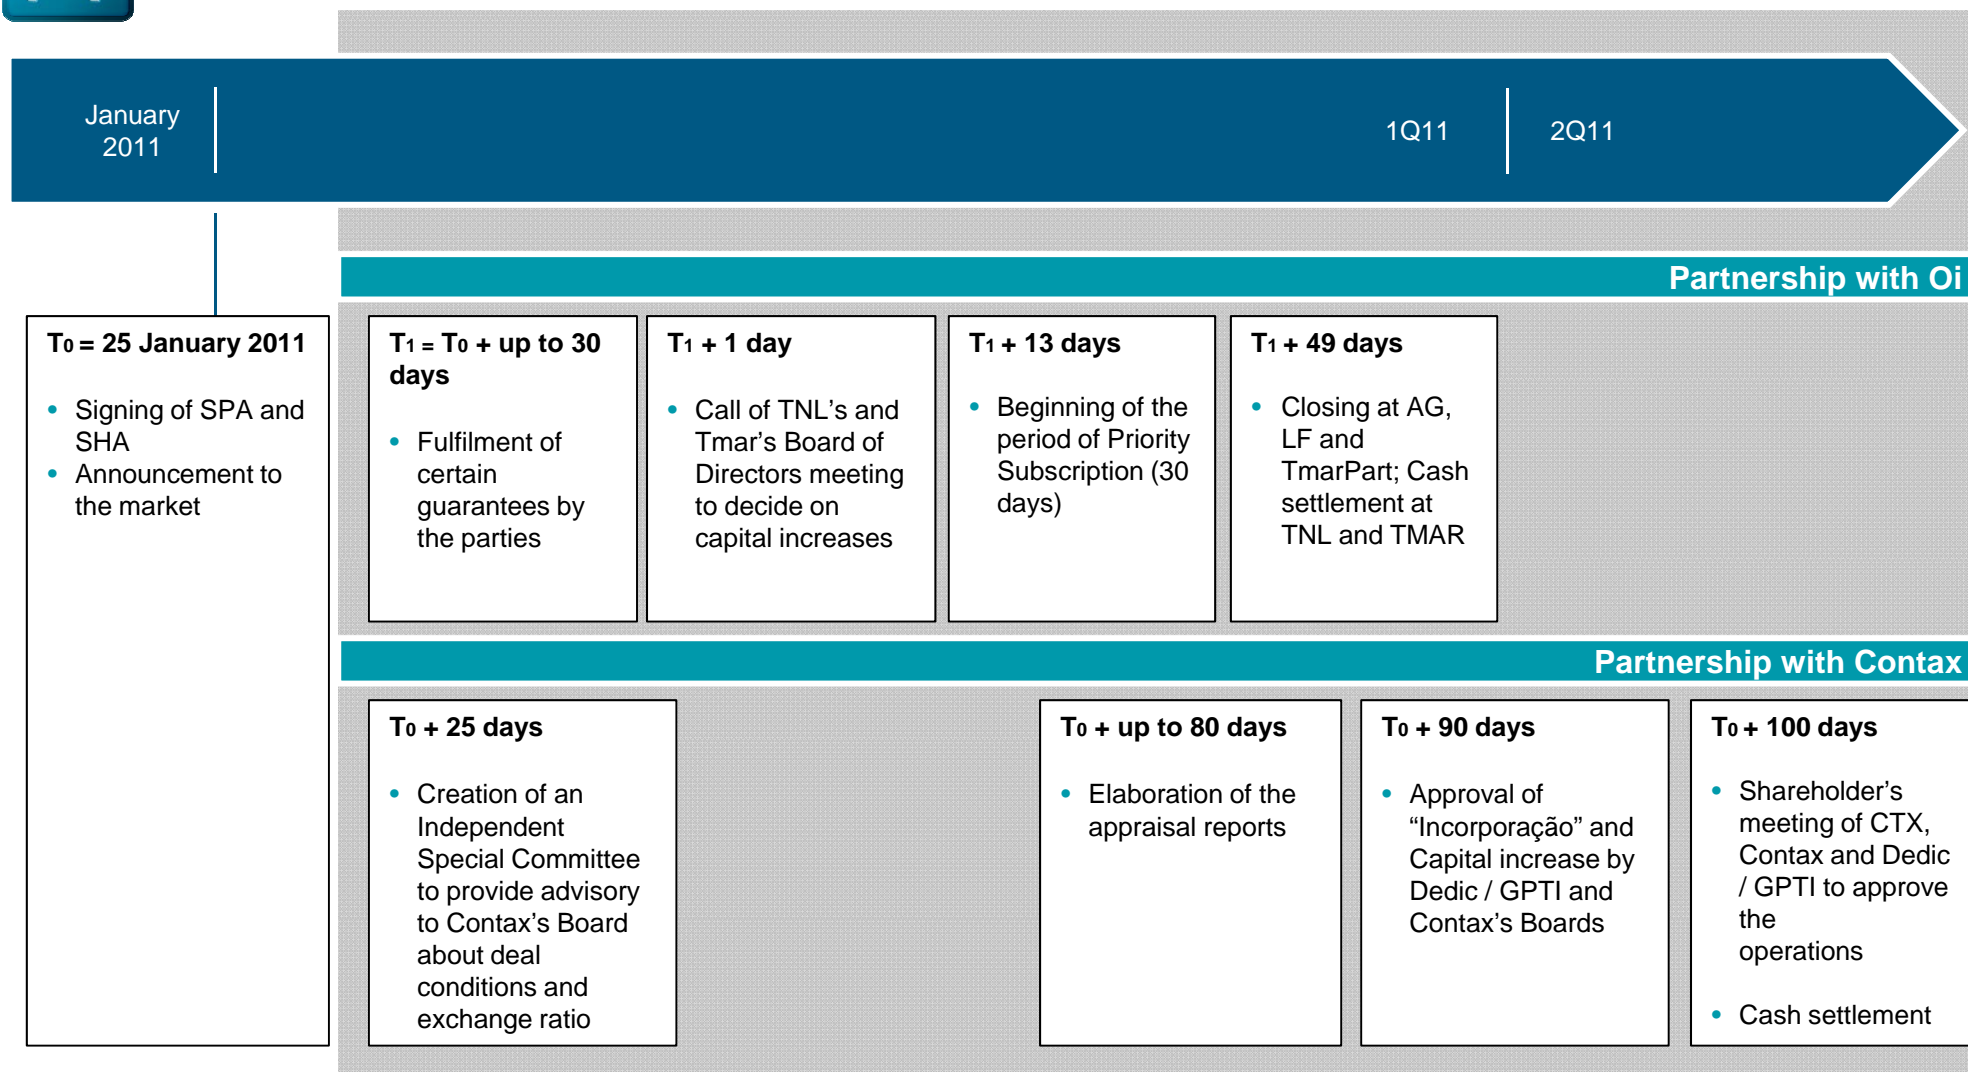 January
2011
1Q11
2Q11
Partnership with Oi
T0 = 25 January 2011
• Signing of SPA and
SHA
• Announcement to
the market
T1 = T0 + up to 30
days
• Fulfilment of
certain
guarantees by
the parties
T1 + 1 day
• Call of TNL’s and
Tmar’s Board of
Directors meeting
to decide on
capital increases
T1 + 13 days
• Beginning of the
period of Priority
Subscription (30
days)
T1 + 49 days
• Closing at AG,
LF and
TmarPart; Cash
settlement at
TNL and TMAR
Partnership with Contax
T0 + 25 days
• Creation of an
Independent
Special Committee
to provide advisory
to Contax’s Board
about deal
conditions and
exchange ratio
T0 + up to 80 days
• Elaboration of the
appraisal reports
T0 + 90 days
• Approval of
“Incorporação” and
Capital increase by
Dedic / GPTI and
Contax’s Boards
T0 + 100 days
• Shareholder’s
meeting of CTX,
Contax and Dedic
/ GPTI to approve
the
operations
• Cash settlement